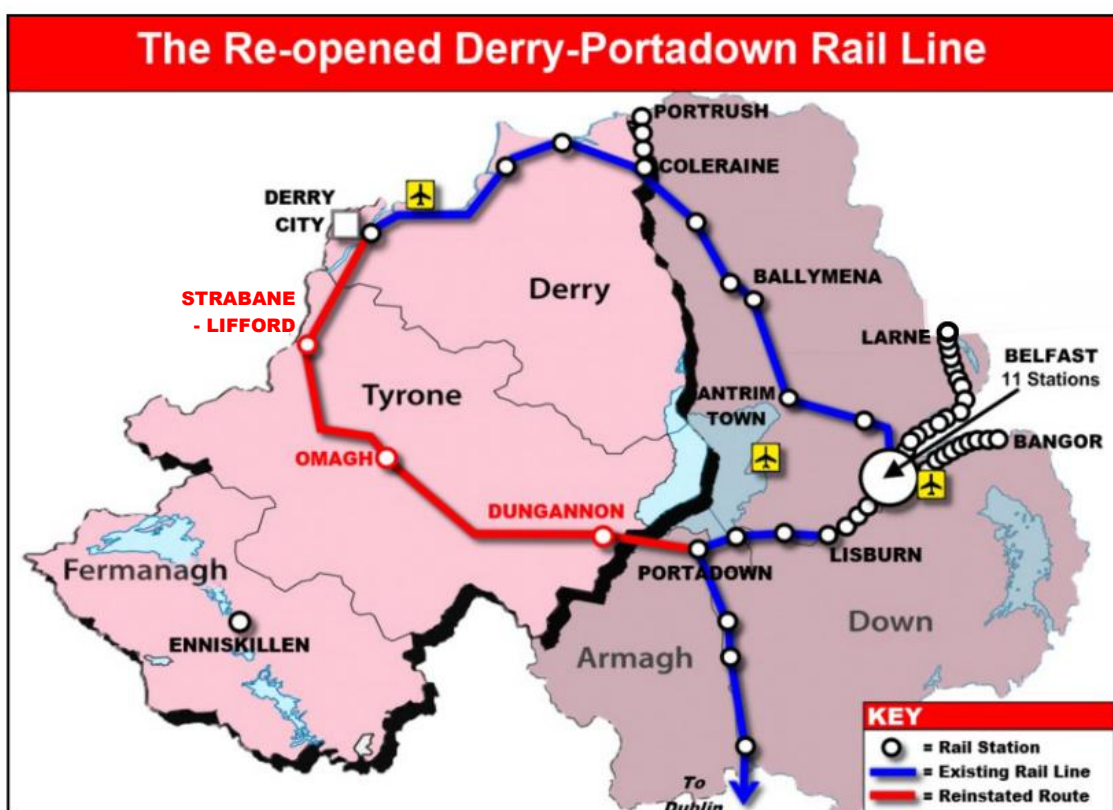 The Re-opened Derry-Portadown Rail Line
PORTRUSH
COLERAINE
DERRY
CITY
Derry
BALLYMENA
STRABANE
- LIFFORD
LARNE
BELFAST
11 Stations
Tyrone
ANTRIM
TOWN
BANGOR
OMAGH
DUNGANNON
PORTADOWN
LISBURN
Fermanagh
ENNISKILLEN
Armagh
Down
To
Dublin
KEY
= Rail Station
= Existing Rail Line
= Reinstated Route